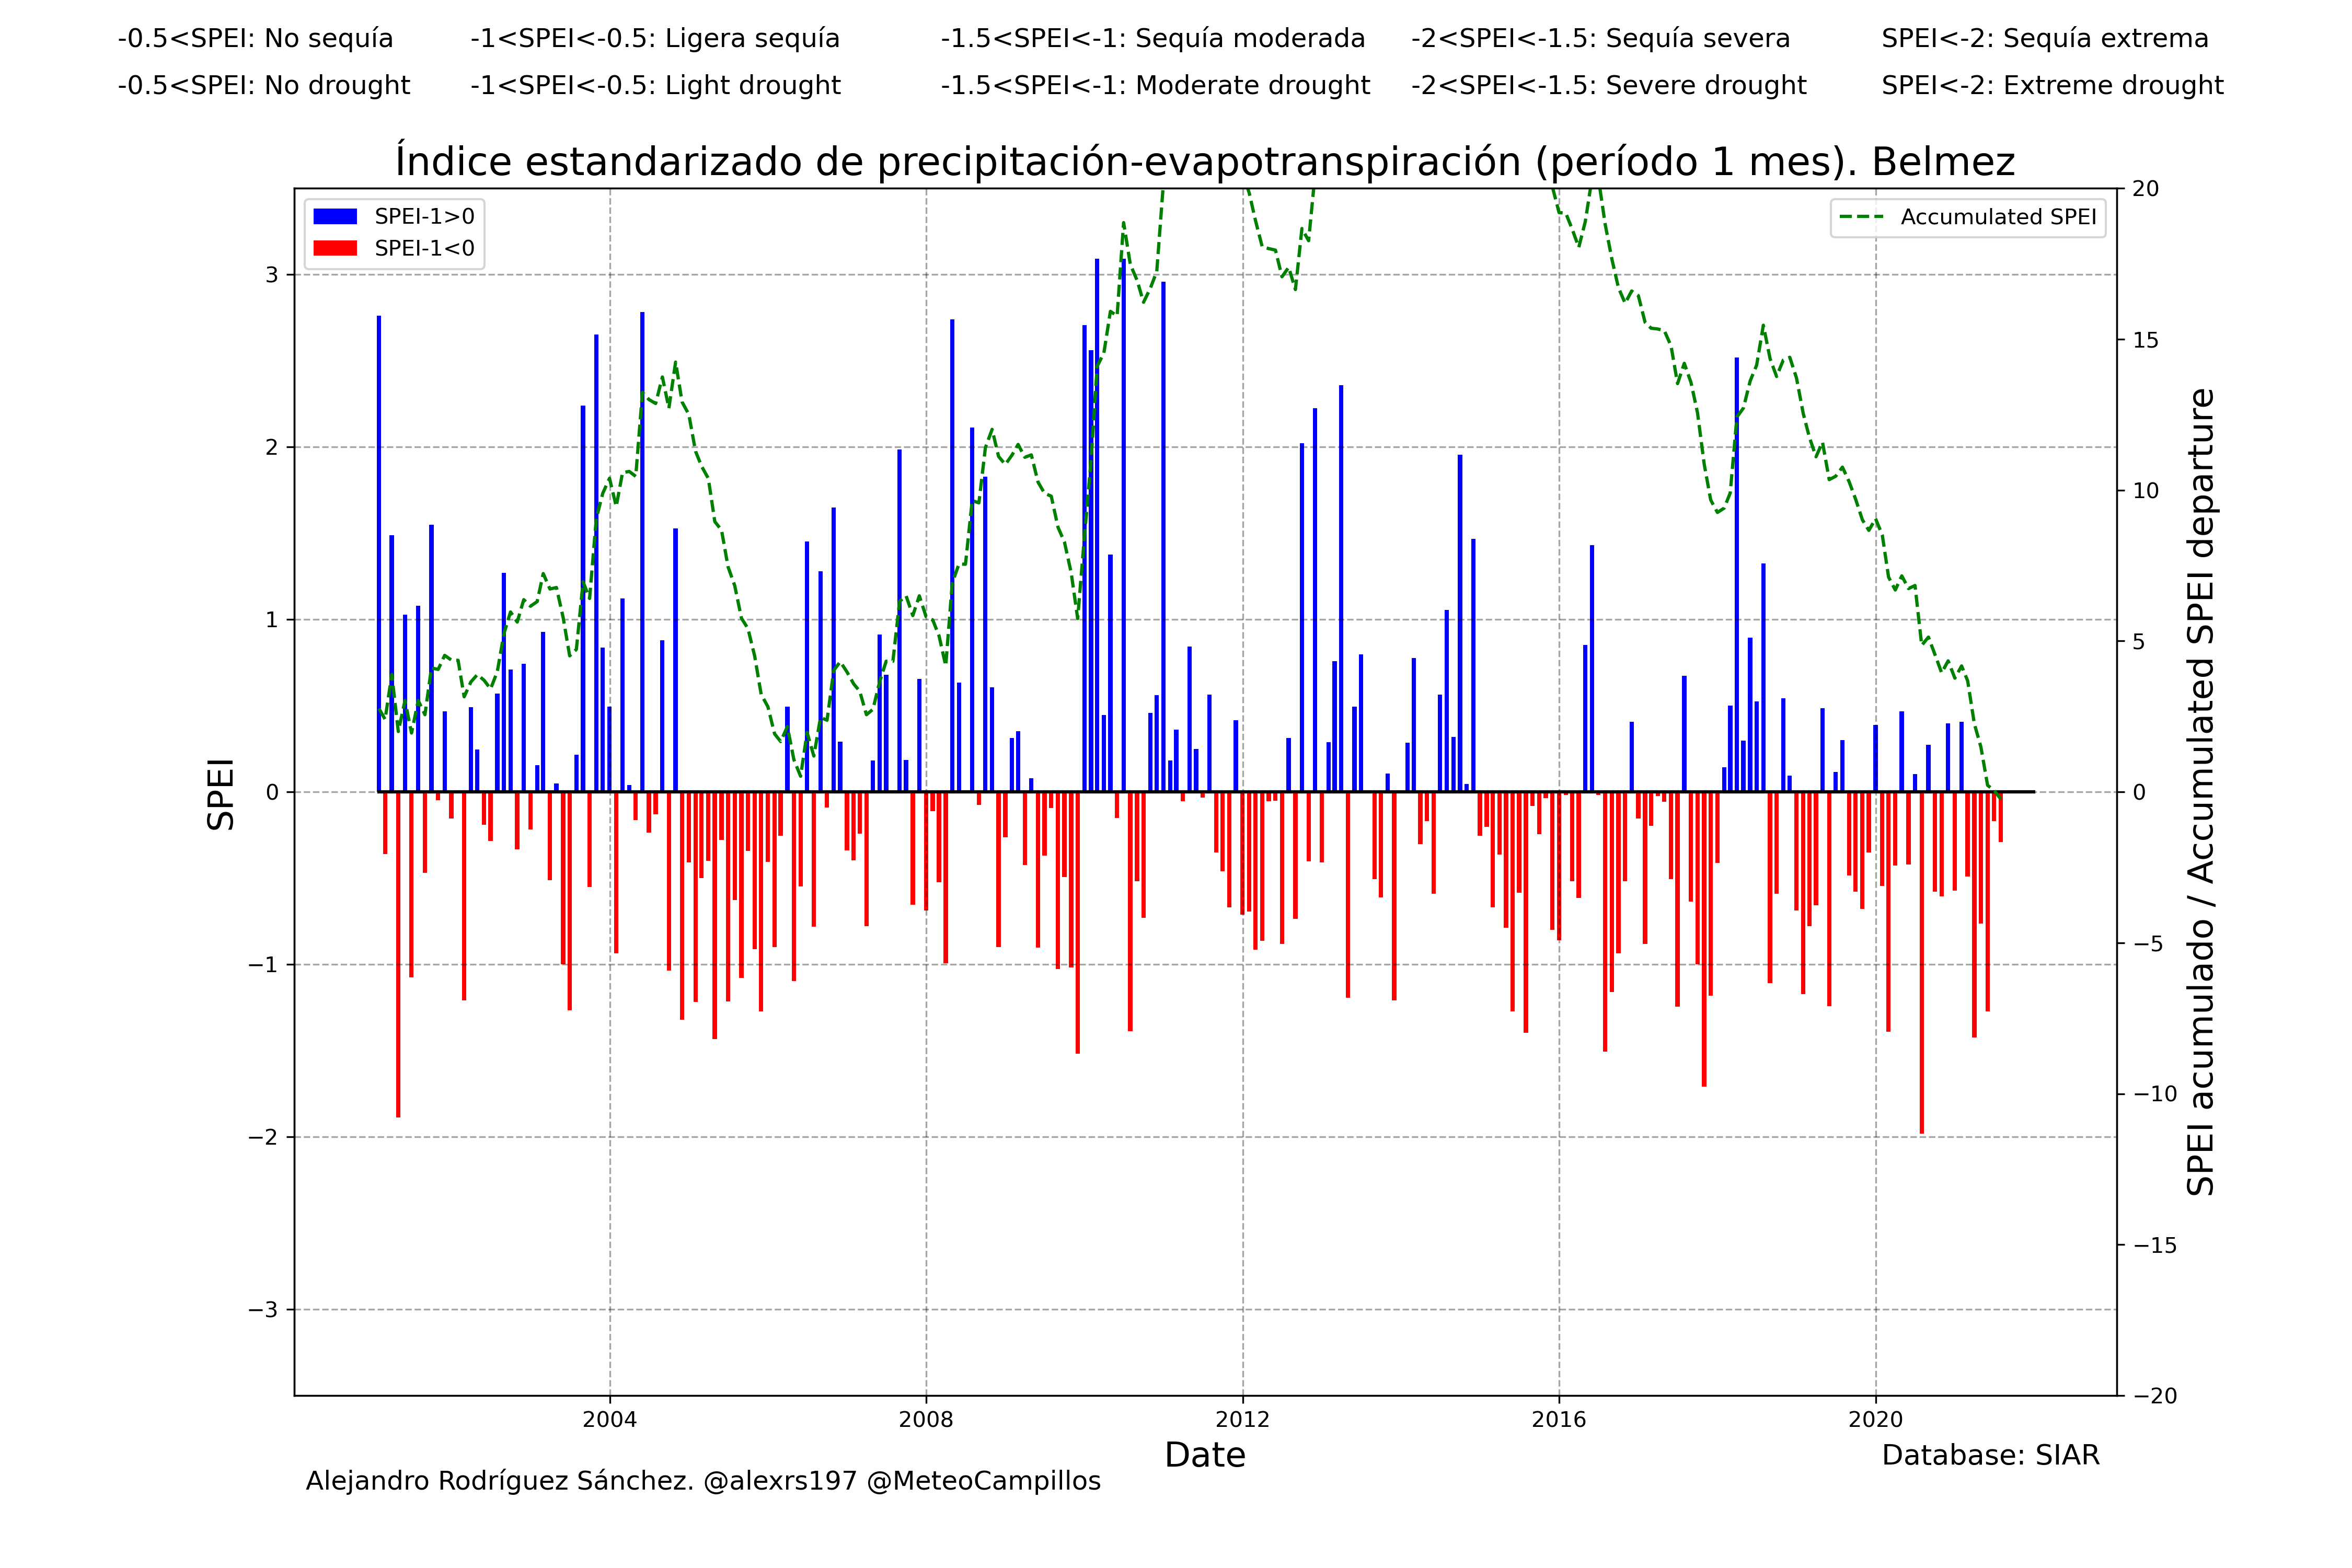 -0.5<SPEI: No sequía -1<SPEI<-0.5: Ligera sequía -1.5<SPEI<-1: Sequía moderada -2<SPEI<-1.5: Sequía severa SPEI<-2: Sequía extrema
-0.5<SPEI: No drought -1<SPEI<-0.5: Light drought -1.5<SPEI<-1: Moderate drought -2<SPEI<-1.5: Severe drought SPEI<-2: Extreme drought
Índice estandarizado de precipitación-evapotranspiración (período 1 mes). Belmez
SPEI-1>0
SPEI-1<0
Accumulated SPEI
SPEI
3
2
1
0
−1
−2
−3
20
15
10
5
0
−5
−10
−15
−20
SPEI acumulado / Accumulated SPEI departure
2004 2008 2012 2016 2020
Date
Database: SIAR
Alejandro Rodríguez Sánchez. @alexrs197 @MeteoCampillos